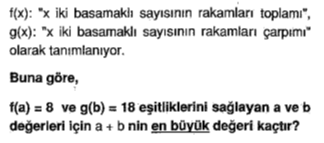 f(x): "x iki basamaklı sayısının rakamları toplamı",
g(x): "x iki basamaklı sayısının rakamları çarpımı"
olarak tanımlanıyor.
Buna göre,
f(a) = 8 ve g(b) = 18 eşitliklerini sağlayan a ve b
değerleri için a + b nin en büyük değeri kaçtır?